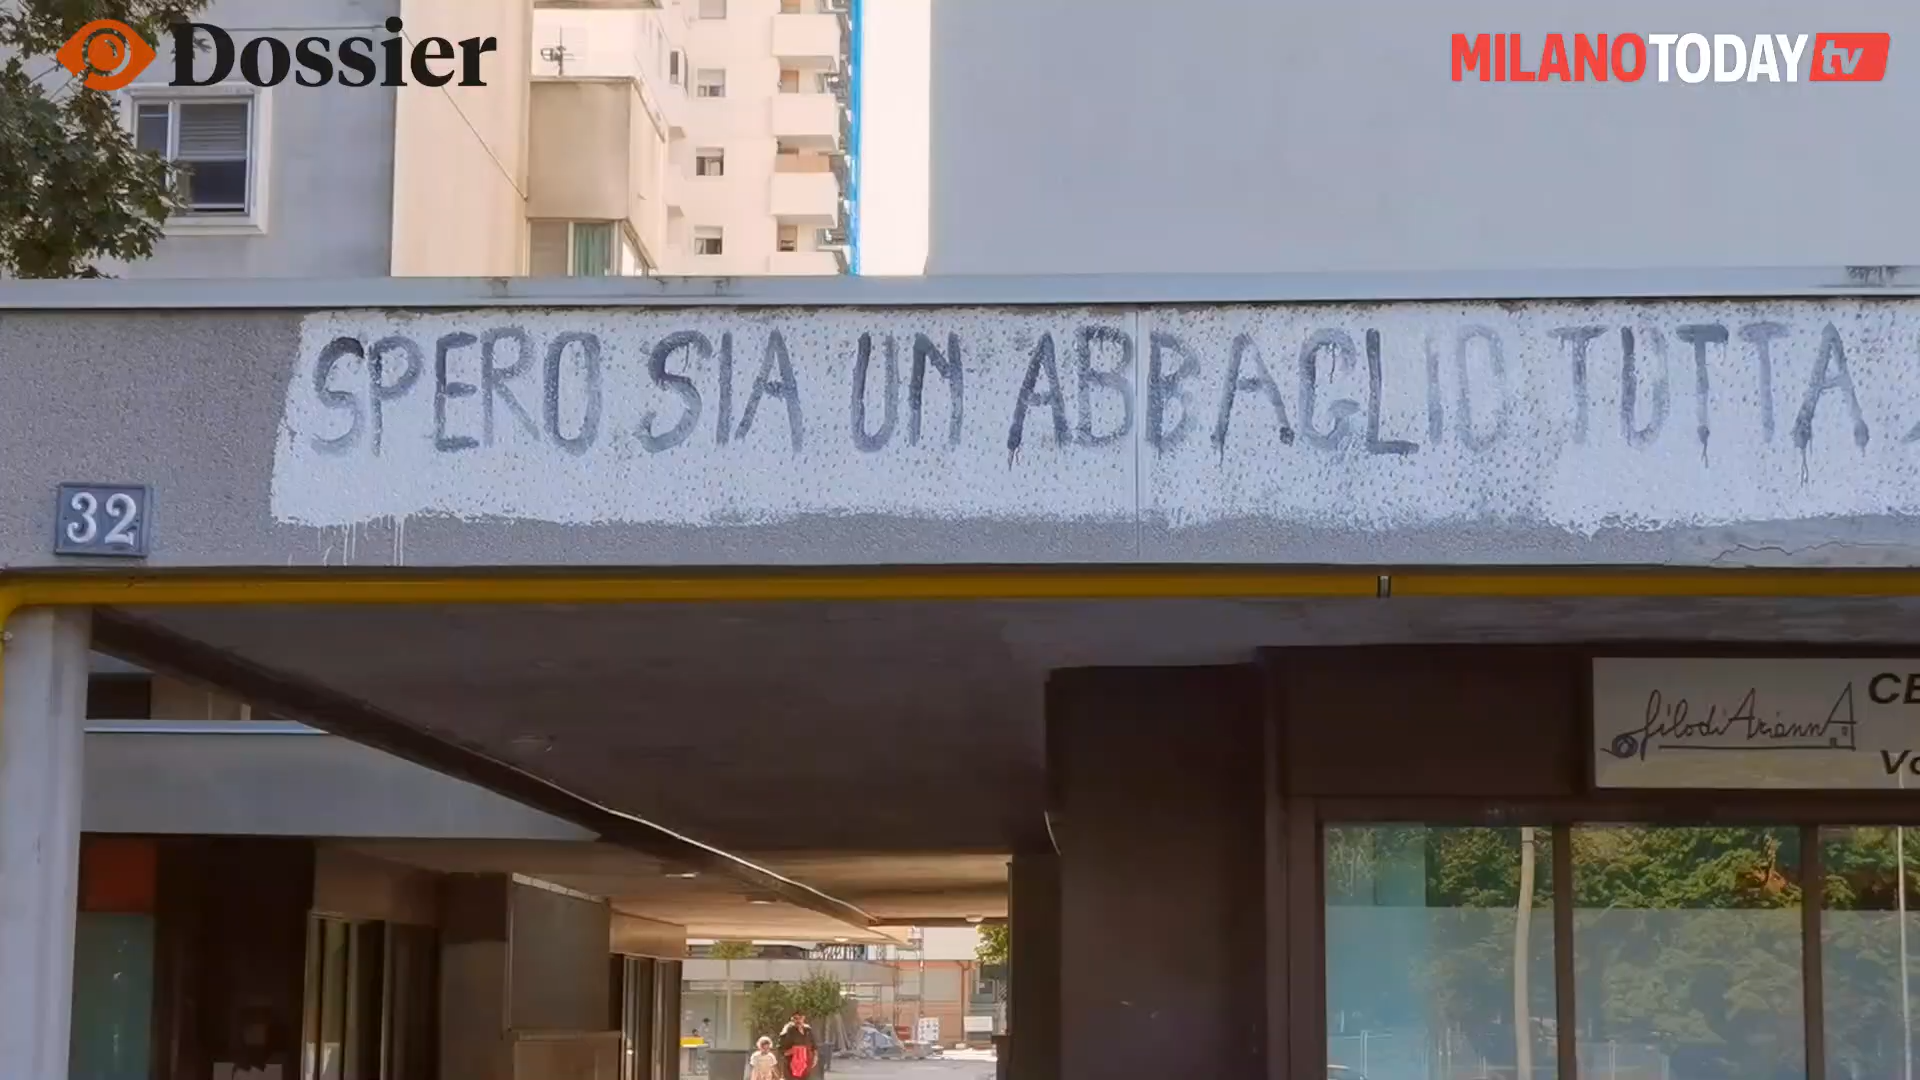 Dossier
MILANOTODAY tv
SPERO SIA UN ABBAGLIO TUTTA
32
filodiAriannA